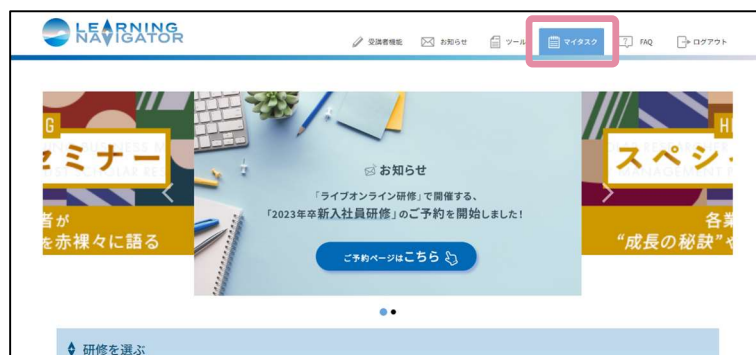 LEARNING
NAVIGATOR
受講者機能
お知らせ
ツール
マイタスク
FAQ
ログアウト
G
セミナー
者が
を赤裸々に語る
お知らせ
「ライブオンライン研修」で開催する、
「2023年卒新入社員研修」のご予約を開始しました!
ご予約ページはこちら
スペシ
各業
“成長の秘訣”や
研修を選ぶ